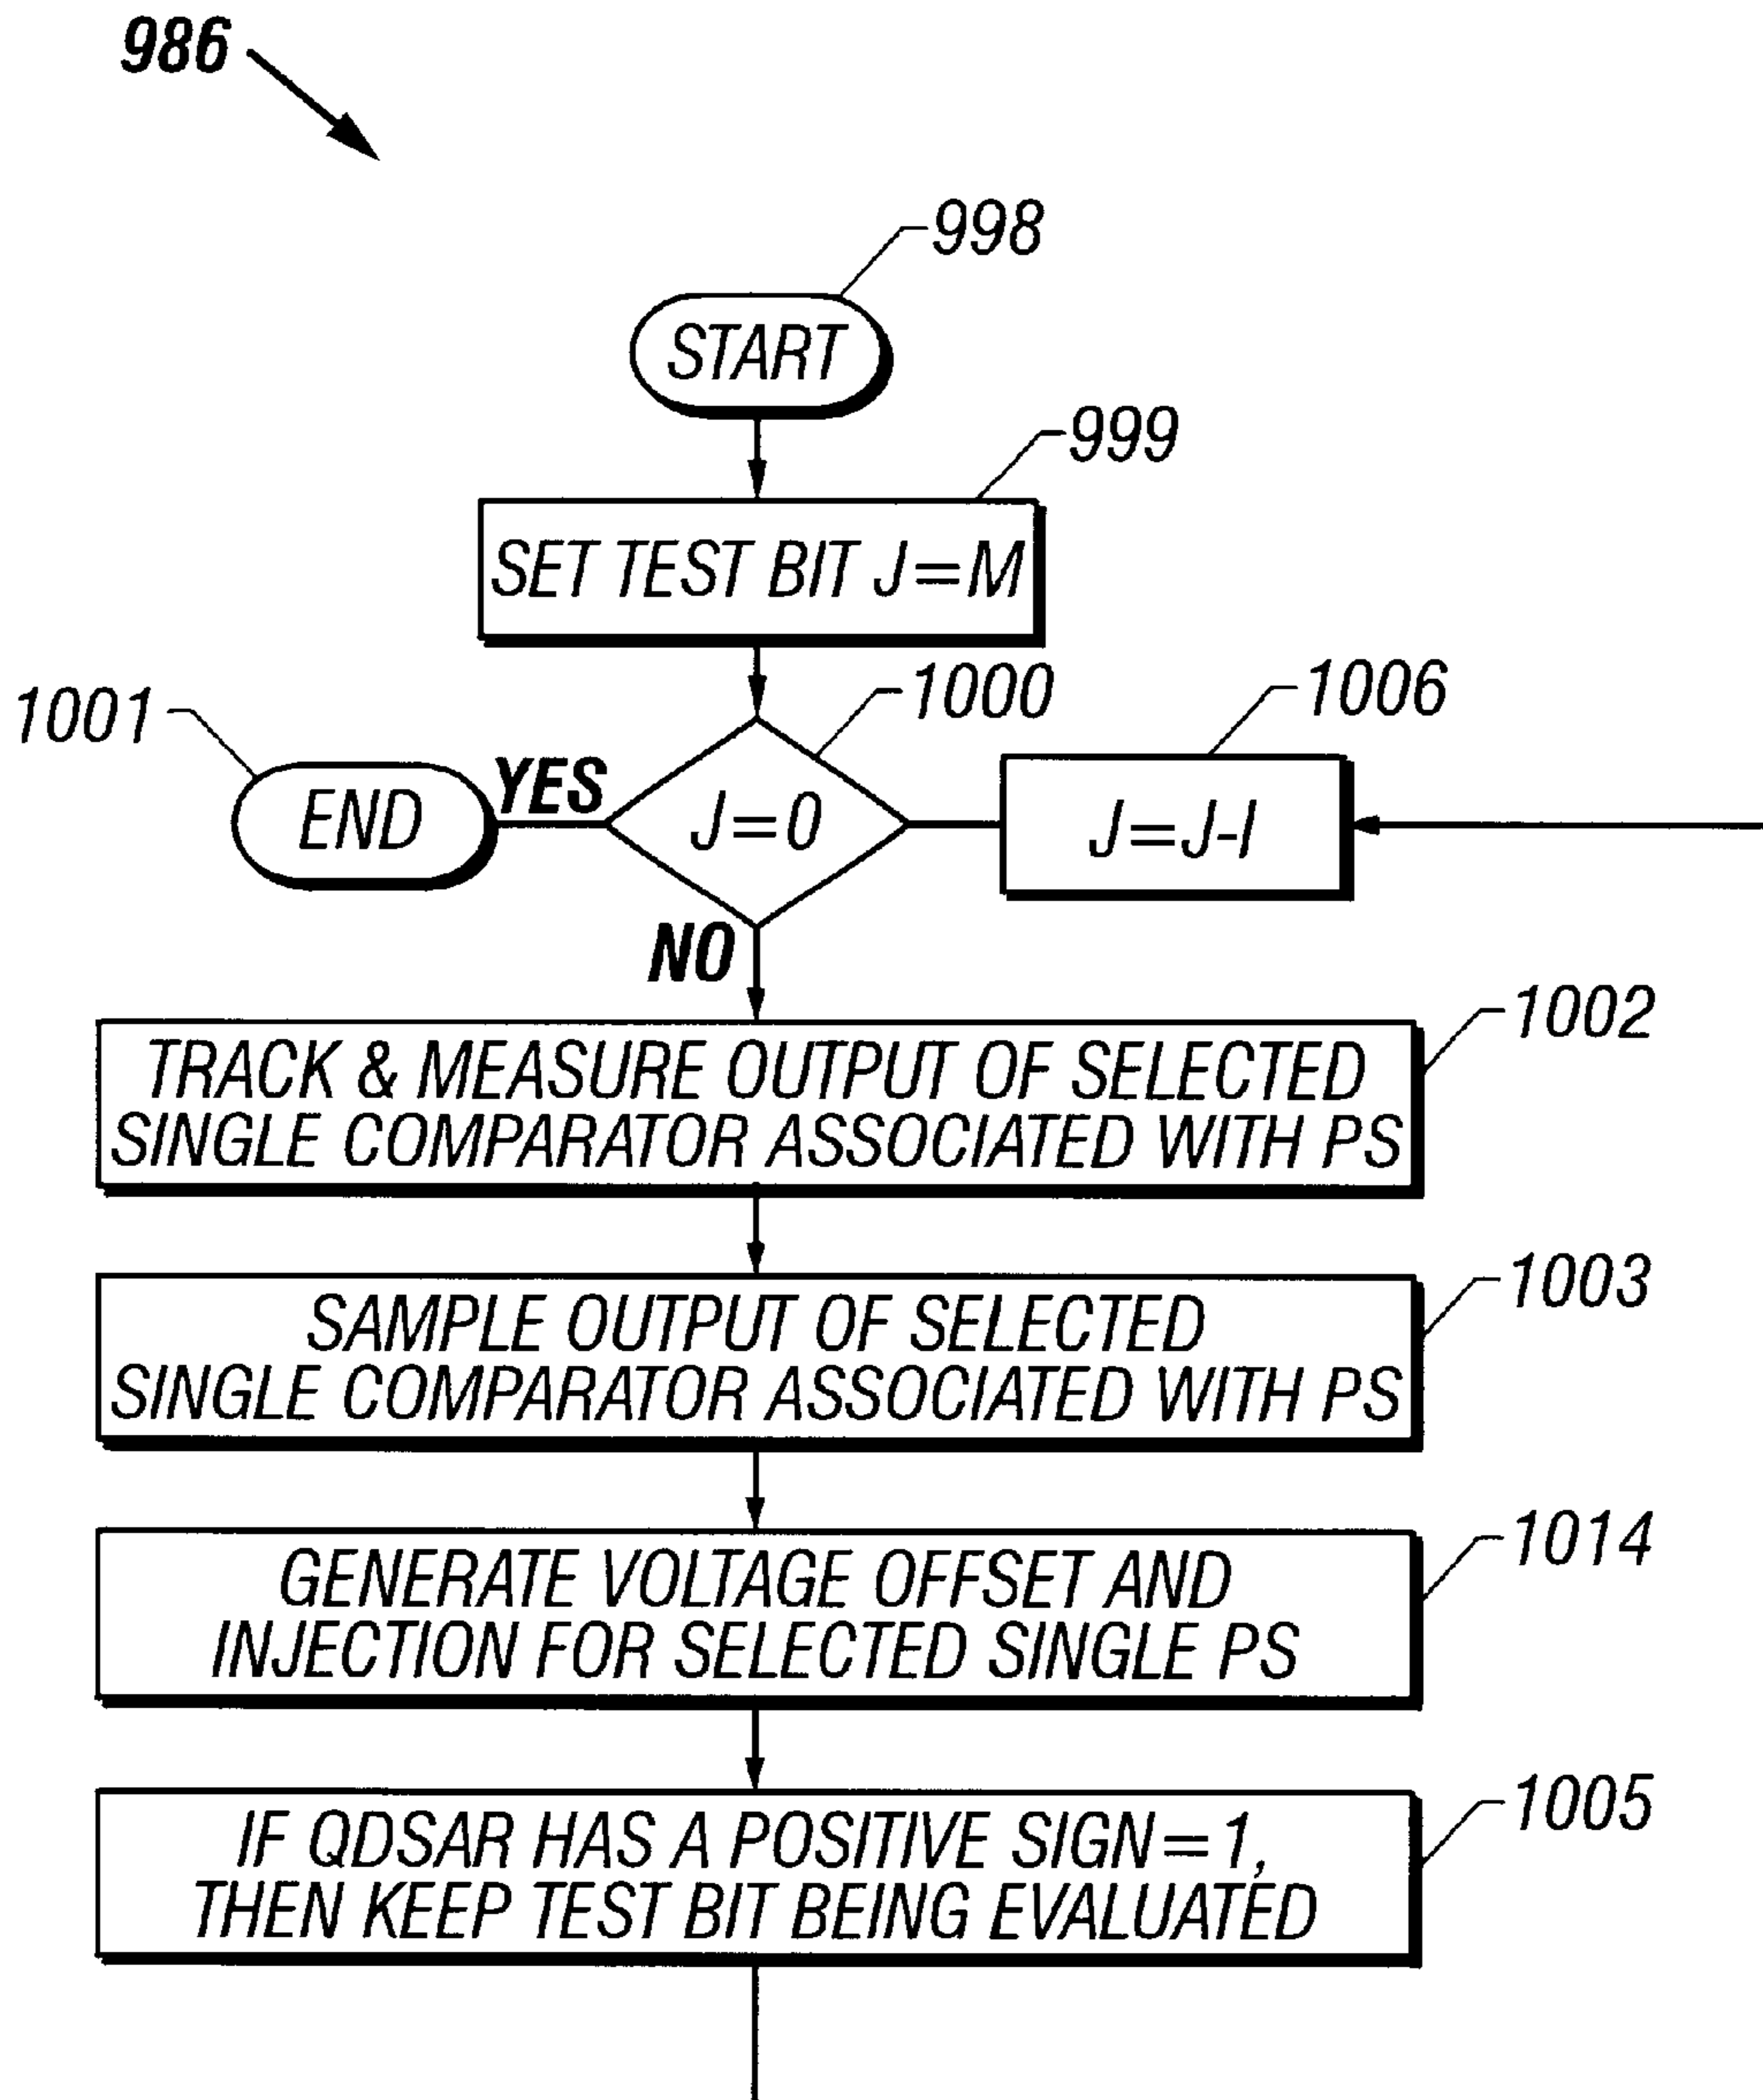 986
998
START
999
SET TEST BIT J=M
1000
1006
1001
YES
END
J=0
J=J-I
NO
1002
TRACK & MEASURE OUTPUT OF SELECTED
SINGLE COMPARATOR ASSOCIATED WITH PS
1003
SAMPLE OUTPUT OF SELECTED
SINGLE COMPARATOR ASSOCIATED WITH PS
1014
GENERATE VOLTAGE OFFSET AND
INJECTION FOR SELECTED SINGLE PS
1005
IF QDSAR HAS A POSITIVE SIGN=1,
THEN KEEP TEST BIT BEING EVALUATED